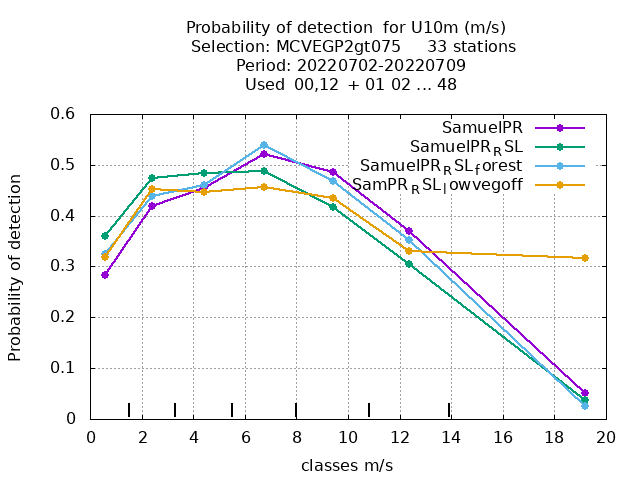 Probability of detection  for U10m (m/s)
Selection: MCVEGP2gt075     33 stations
Period: 20220702-20220709
Used  00,12  + 01 02 ... 48
SamuelPR
SamuelPR_RSL
SamuelPR_RSL_forest
SamPR_RSL_lowvegoff
Probability of detection
0.6
0.5
0.4
0.3
0.2
0.1
0
0 2 4 6 8 10 12 14 16 18 20
classes m/s